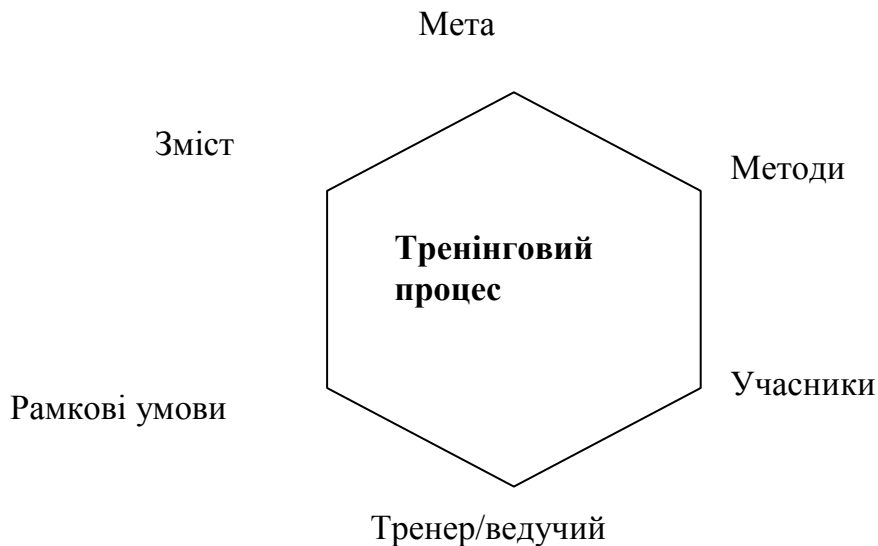 Мета
Зміст
Методи
Тренінговий
процес
Рамкові умови
Учасники
Тренер/ведучий